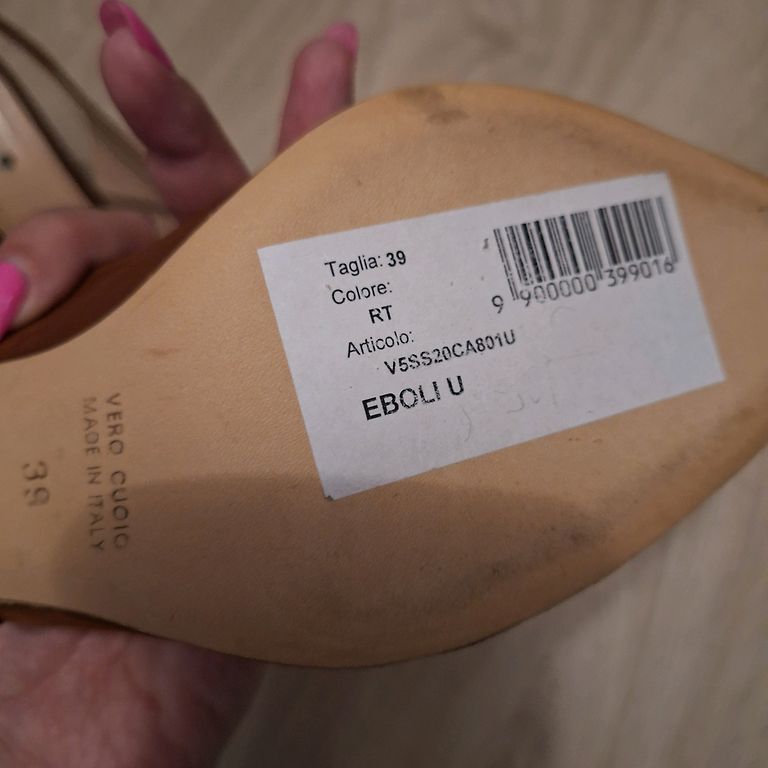 Taglia: 39
Colore:
RT
Articolo:
V5SS20CA801U
EBOLI U
9 900000 399016
VERO CUOIO
MADE IN ITALY
39